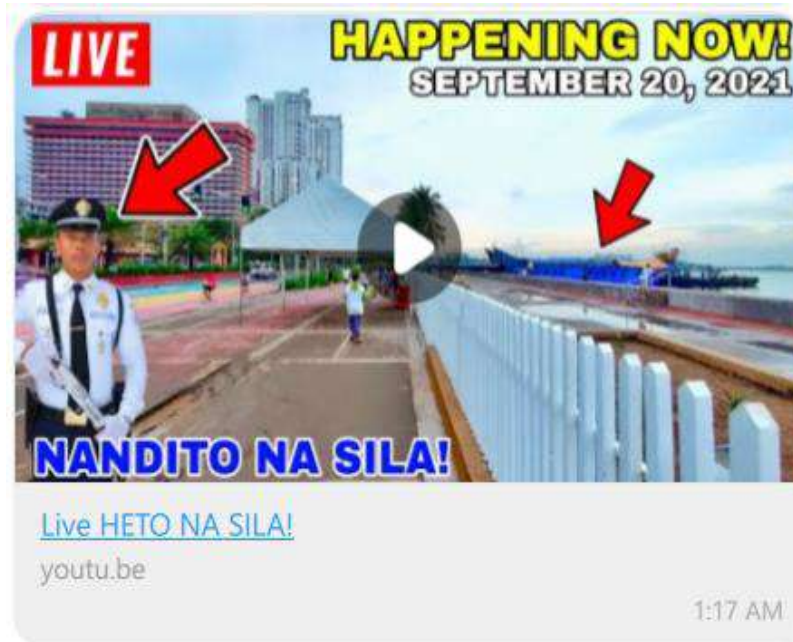 LIVE
HAPPENING NOW!
SEPTEMBER 20, 2021
NANDITO NA SILA!
Live HETO NA SILA!
youtu.be
1:17 AM